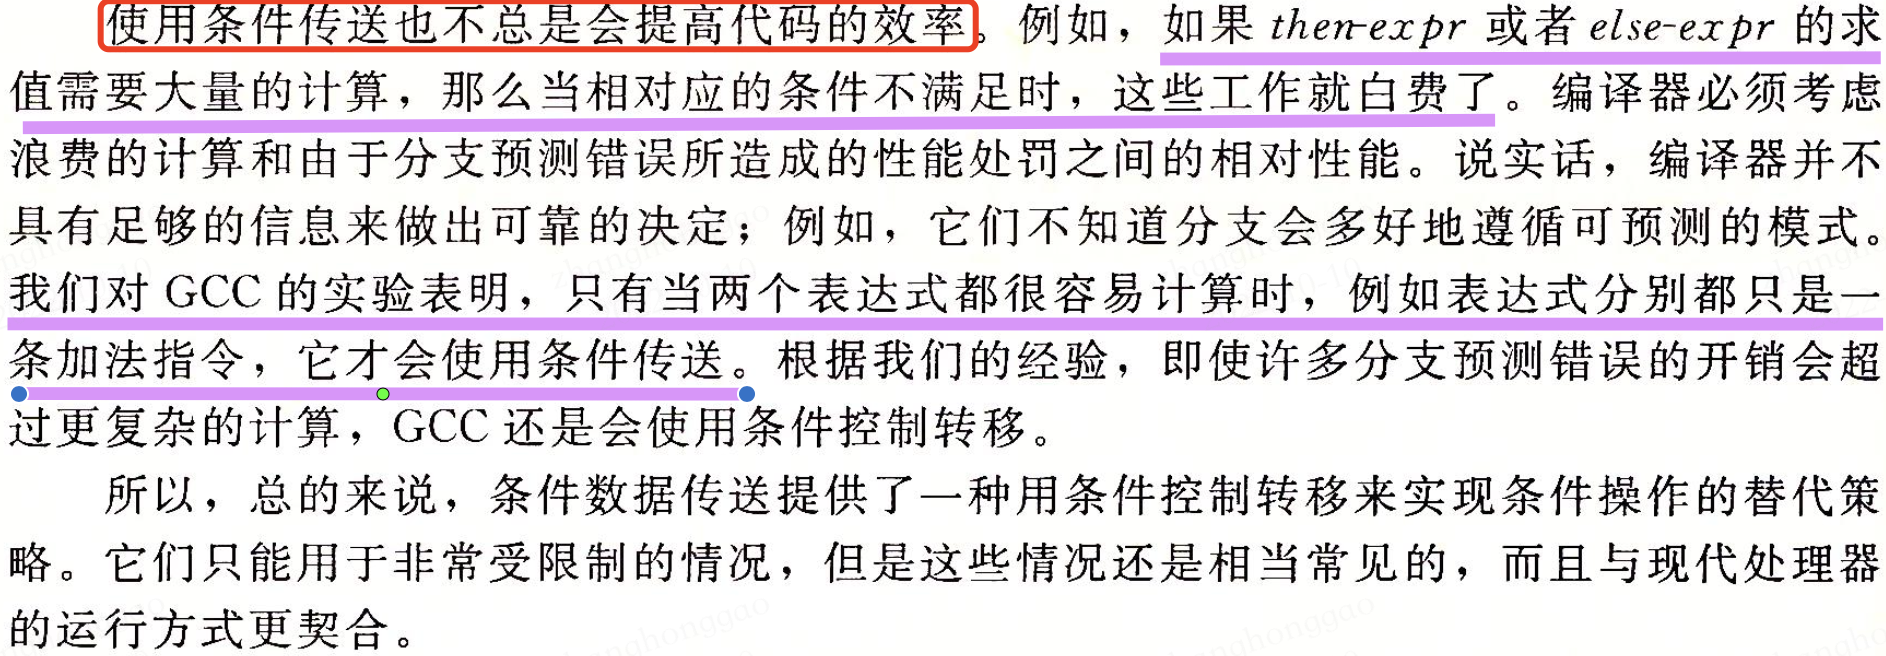 使用条件传送也不总是会提高代码的效率。例如，如果 then-expr 或者 else-expr 的求
值需要大量的计算，那么当相对应的条件不满足时，这些工作就白费了。编译器必须考虑
浪费的计算和由于分支预测错误所造成的性能处罚之间的相对性能。说实话，编译器并不
具有足够的信息来做出可靠的决定；例如，它们不知道分支会多好地遵循可预测的模式。
我们对 GCC 的实验表明，只有当两个表达式都很容易计算时，例如表达式分别都只是一
条加法指令，它才会使用条件传送。根据我们的经验，即使许多分支预测错误的开销会超
过更复杂的计算，GCC 还是会使用条件控制转移。
所以，总的来说，条件数据传送提供了一种用条件控制转移来实现条件操作的替代策
略。它们只能用于非常受限制的情况，但是这些情况还是相当常见的，而且与现代处理器
的运行方式更契合。